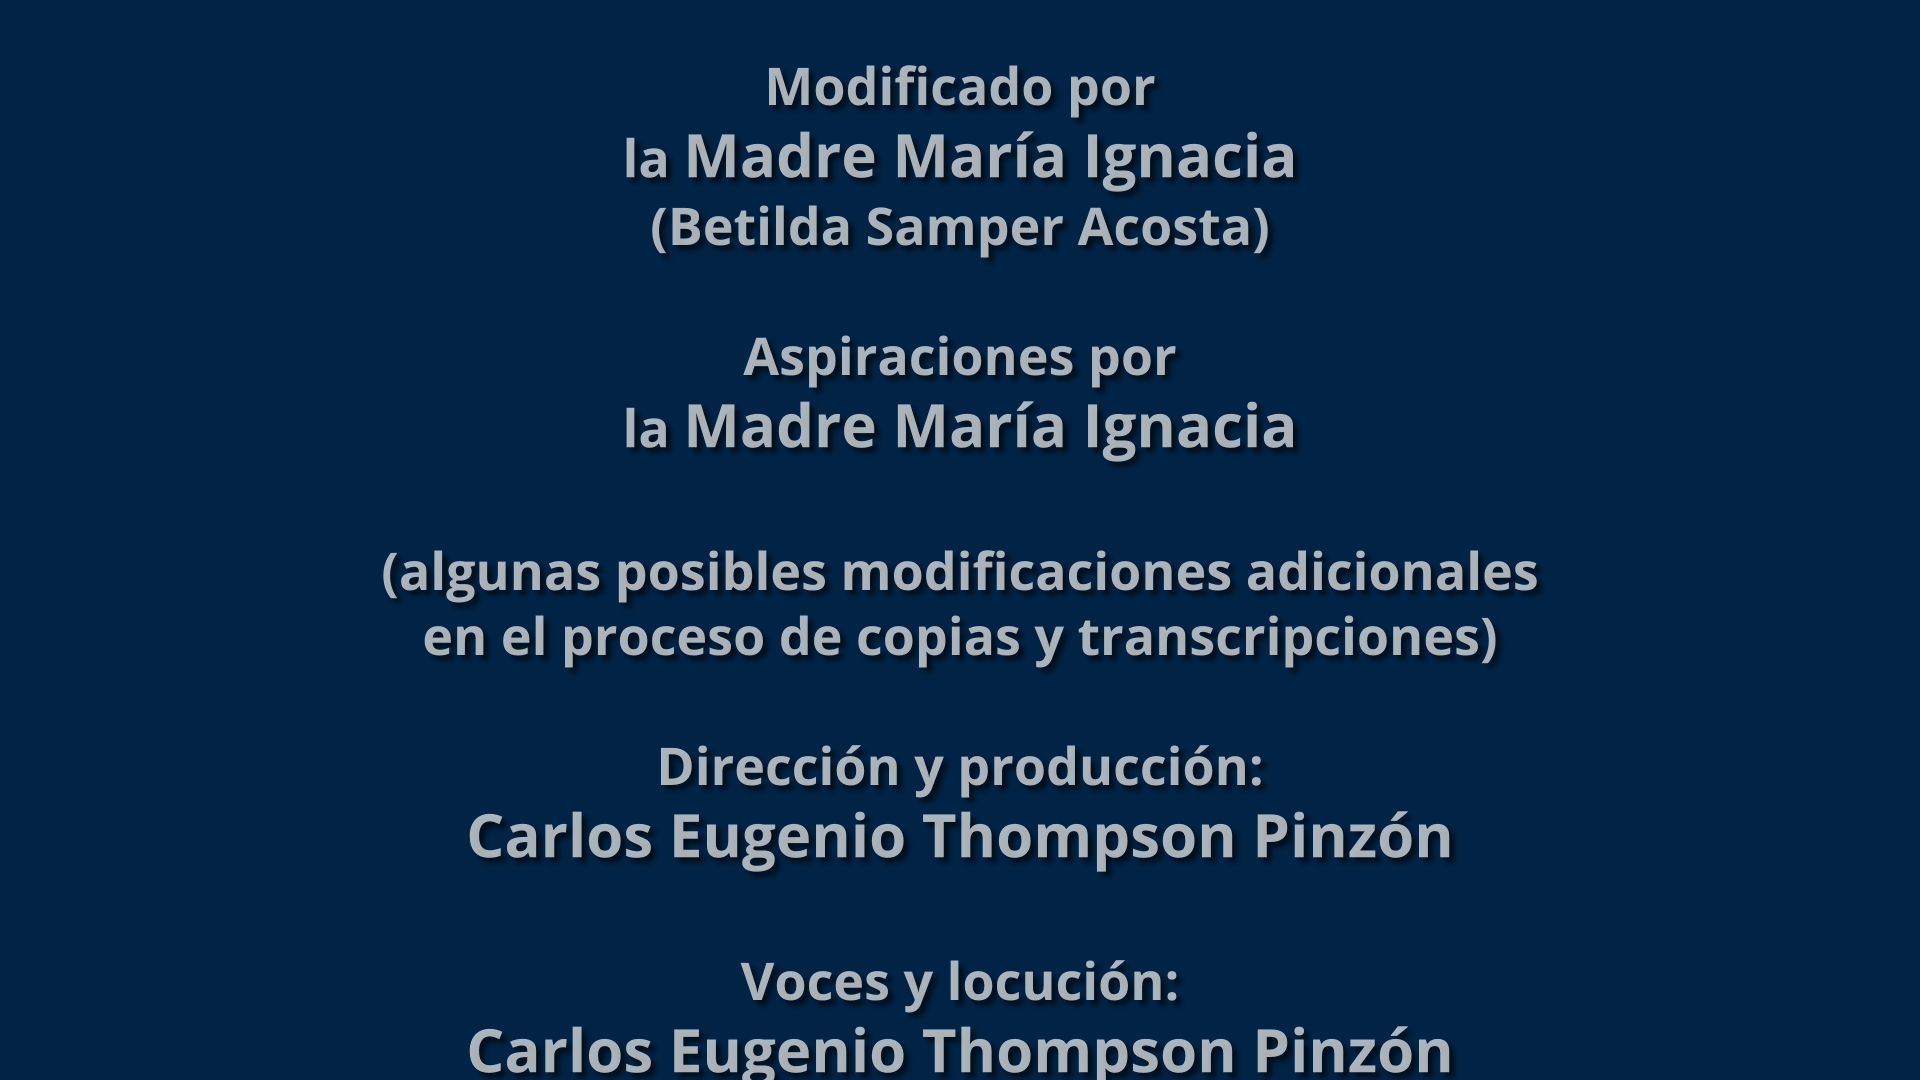 Modificado por
la Madre María Ignacia
(Betilda Samper Acosta)
Aspiraciones por
la Madre María Ignacia
(algunas posibles modificaciones adicionales
en el proceso de copias y transcripciones)
Dirección y producción:
Carlos Eugenio Thompson Pinzón
Voces y locución:
Carlos Eugenio Thompson Pinzón